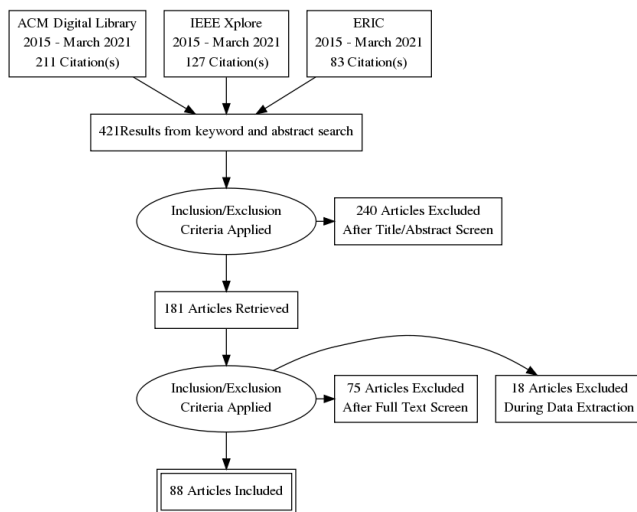 ACM Digital Library
2015 - March 2021
211 Citation(s)
IEEE Xplore
2015 - March 2021
127 Citation(s)
ERIC
2015 - March 2021
83 Citation(s)
421Results from keyword and abstract search
Inclusion/Exclusion
Criteria Applied
240 Articles Excluded
After Title/Abstract Screen
181 Articles Retrieved
Inclusion/Exclusion
Criteria Applied
75 Articles Excluded
After Full Text Screen
18 Articles Excluded
During Data Extraction
88 Articles Included